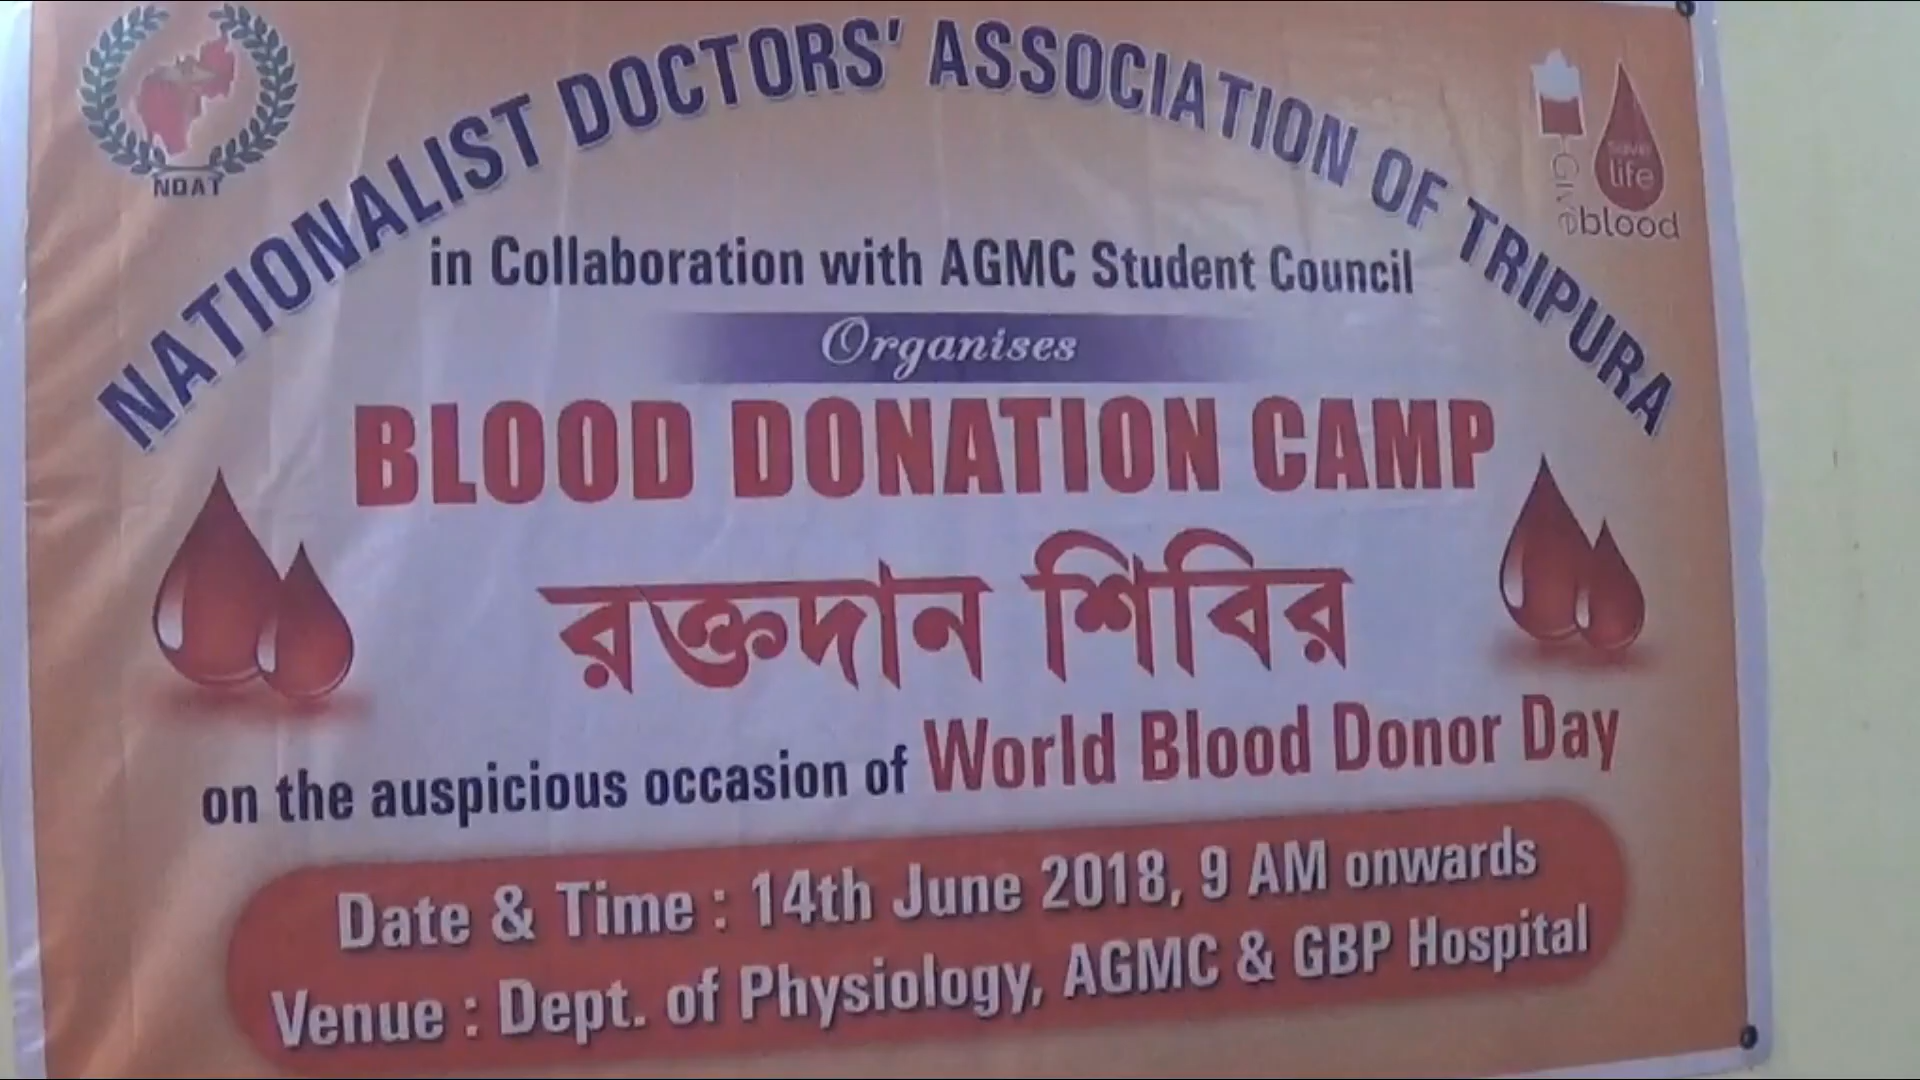 NATIONALIST DOCTORS' ASSOCIATION OF TRIPURA
NDAT
save
life
Give blood
in Collaboration with AGMC Student Council
Organises
BLOOD DONATION CAMP
রক্তদান শিবির
on the auspicious occasion of World Blood Donor Day
Date & Time : 14th June 2018, 9 AM onwards
Venue : Dept. of Physiology, AGMC & GBP Hospital